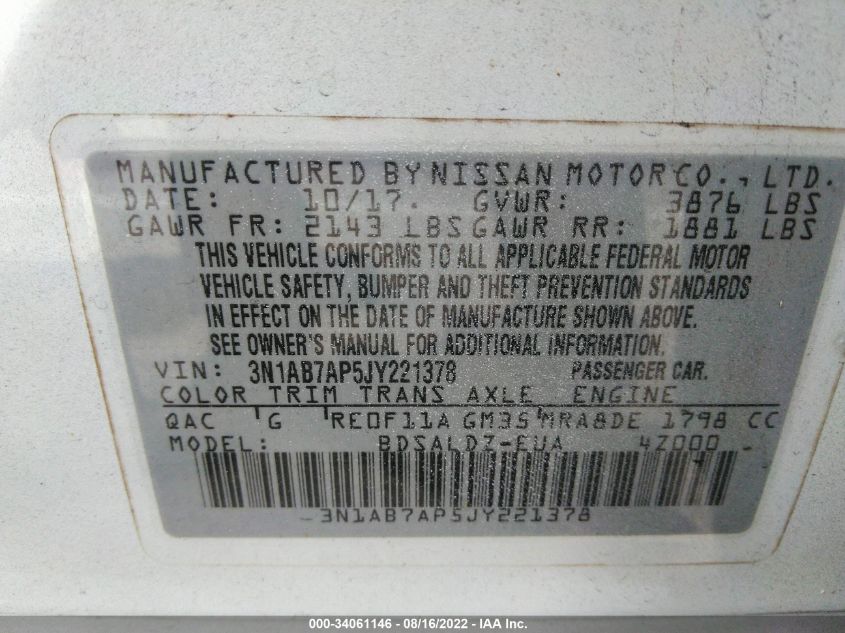 MANUFACTURED BY NISSAN MOTOR CO., LTD.
DATE: 10/17. GVWR: 3876 LBS
GAWR FR: 2143 LBS GAWR RR: 1881 LBS
THIS VEHICLE CONFORMS TO ALL APPLICABLE FEDERAL MOTOR
VEHICLE SAFETY, BUMPER AND THEFT PREVENTION STANDARDS
IN EFFECT ON THE DATE OF MANUFACTURE SHOWN ABOVE.
SEE OWNER'S MANUAL FOR ADDITIONAL INFORMATION.
VIN: 3N1AB7AP5JY221378 PASSENGER CAR.
COLOR TRIM TRANS AXLE ENGINE
QAC G RE0F11A GM35 MRA8DE 1798 CC
MODEL: BDSALDZ-EUA 4Z000
3N1AB7AP5JY221378
000-34061146 - 08/16/2022 - IAA Inc.